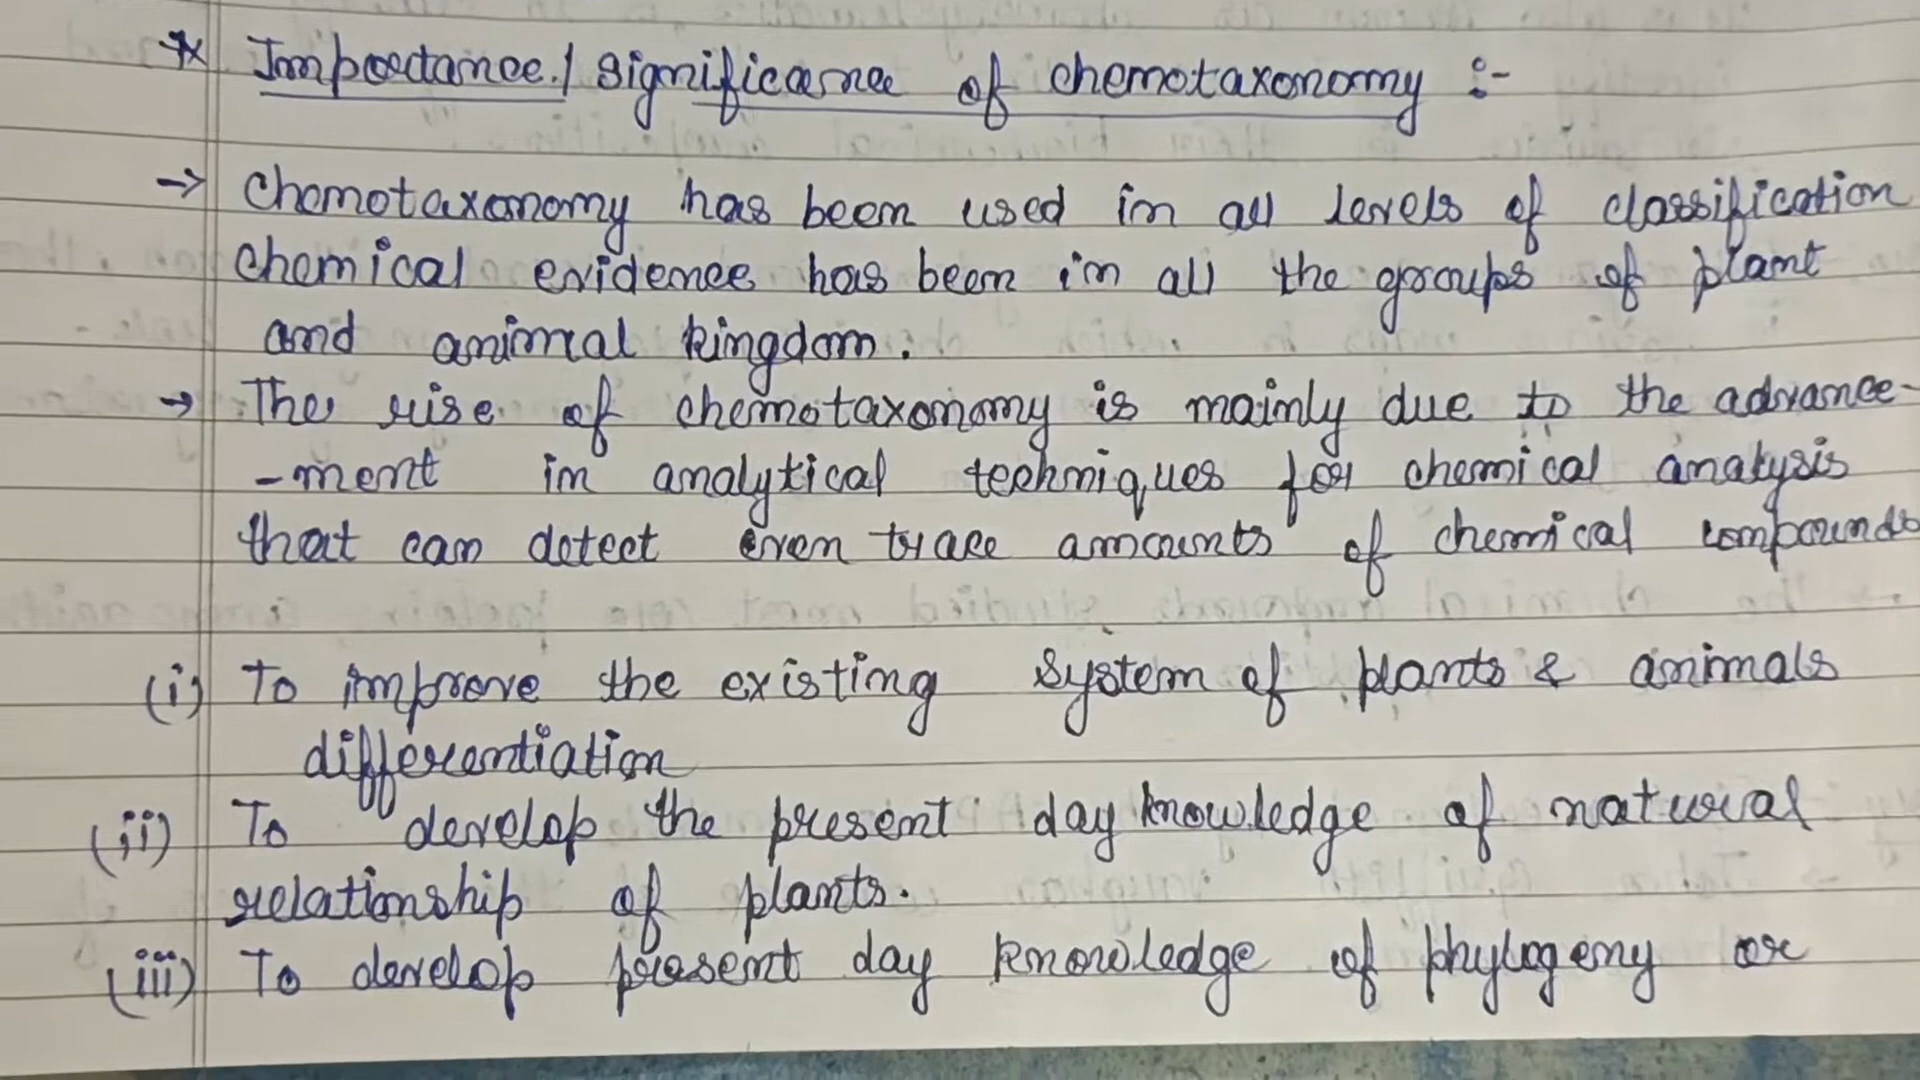 * Importance / significance of chemotaxonomy :-
→ Chemotaxonomy has been used in all levels of classification
chemical evidence has been in all the groups of plant
and animal kingdom.
→ The rise of chemotaxonomy is mainly due to the advance-
-ment in analytical techniques for chemical analysis
that can detect even trace amounts of chemical compounds
(i) To improve the existing system of plants & animals
differentiation
(ii) To develop the present day knowledge of natural
relationship of plants.
(iii) To develop present day knowledge of phylogeny or